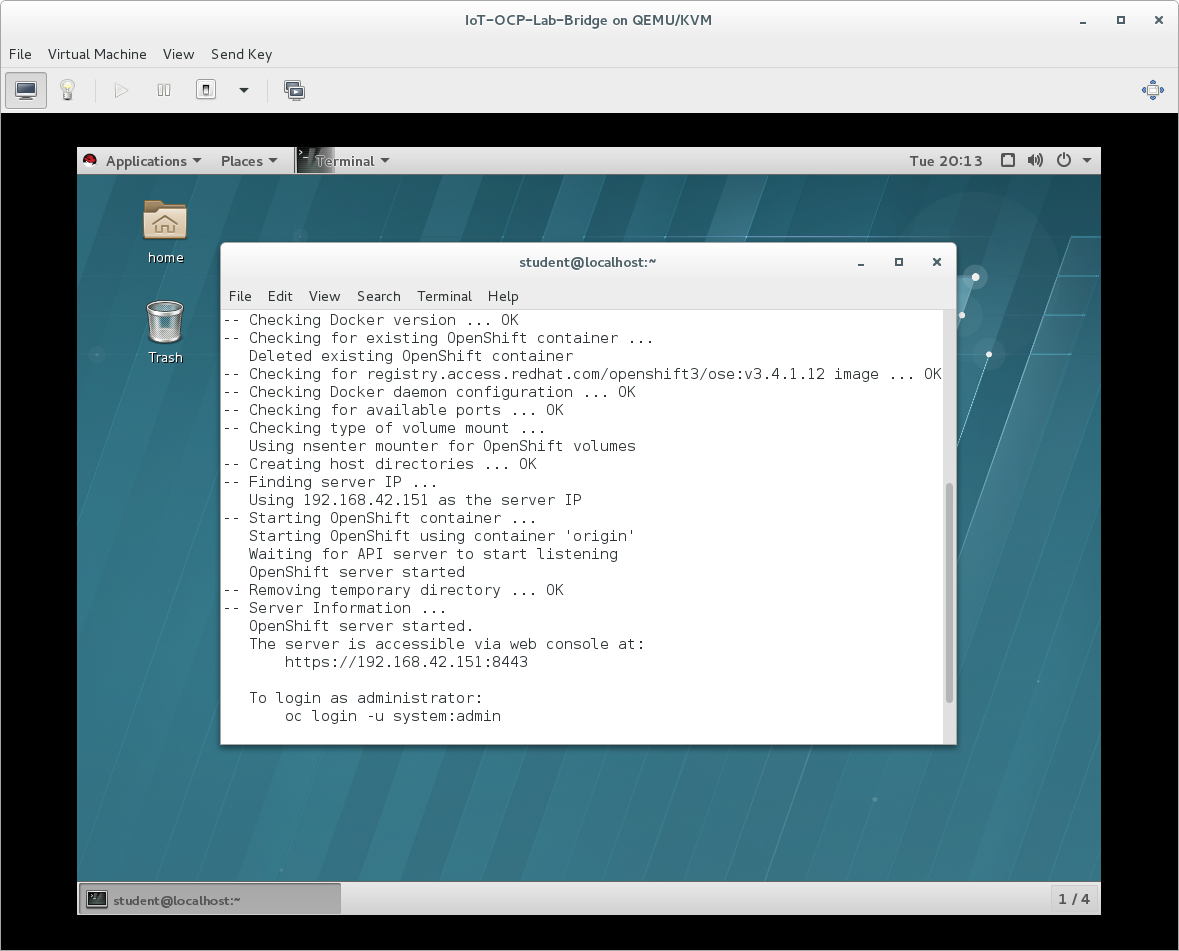 IoT-OCP-Lab-Bridge on QEMU/KVM
File Virtual Machine View Send Key
Applications Places Terminal Tue 20:13
home
Trash
student@localhost:~
File Edit View Search Terminal Help
-- Checking Docker version ... OK
-- Checking for existing OpenShift container ...
   Deleted existing OpenShift container
-- Checking for registry.access.redhat.com/openshift3/ose:v3.4.1.12 image ... OK
-- Checking Docker daemon configuration ... OK
-- Checking for available ports ... OK
-- Checking type of volume mount ...
   Using nsenter mounter for OpenShift volumes
-- Creating host directories ... OK
-- Finding server IP ...
   Using 192.168.42.151 as the server IP
-- Starting OpenShift container ...
   Starting OpenShift using container 'origin'
   Waiting for API server to start listening
   OpenShift server started
-- Removing temporary directory ... OK
-- Server Information ...
   OpenShift server started.
   The server is accessible via web console at:
       https://192.168.42.151:8443
   To login as administrator:
       oc login -u system:admin
student@localhost:~ 1 / 4